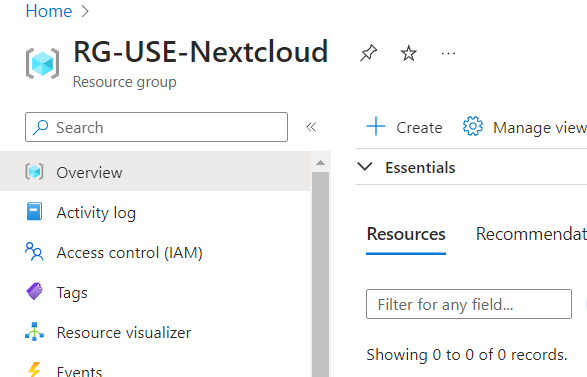 Home >
RG-USE-Nextcloud
Resource group
Search
Create
Manage view
Overview
Essentials
Activity log
Access control (IAM)
Resources
Recommendat
Tags
Filter for any field...
Resource visualizer
Showing 0 to 0 of 0 records.
Events